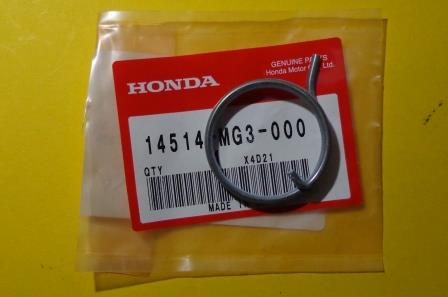 HONDA
GENUINE PARTS
Honda Motor Co., Ltd.
14514-MG3-000
QTY
X4D21
MADE